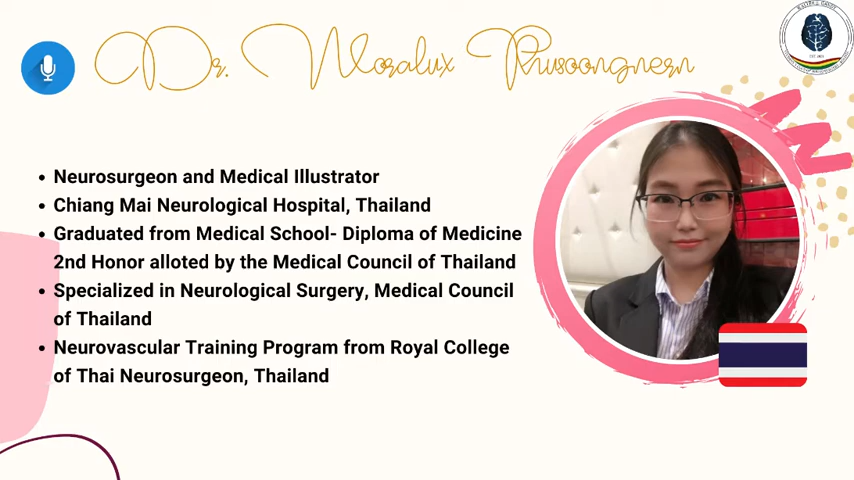 Dr. Woralux Phusoongnern
• Neurosurgeon and Medical Illustrator
• Chiang Mai Neurological Hospital, Thailand
• Graduated from Medical School- Diploma of Medicine
2nd Honor alloted by the Medical Council of Thailand
• Specialized in Neurological Surgery, Medical Council
of Thailand
• Neurovascular Training Program from Royal College
of Thai Neurosurgeon, Thailand